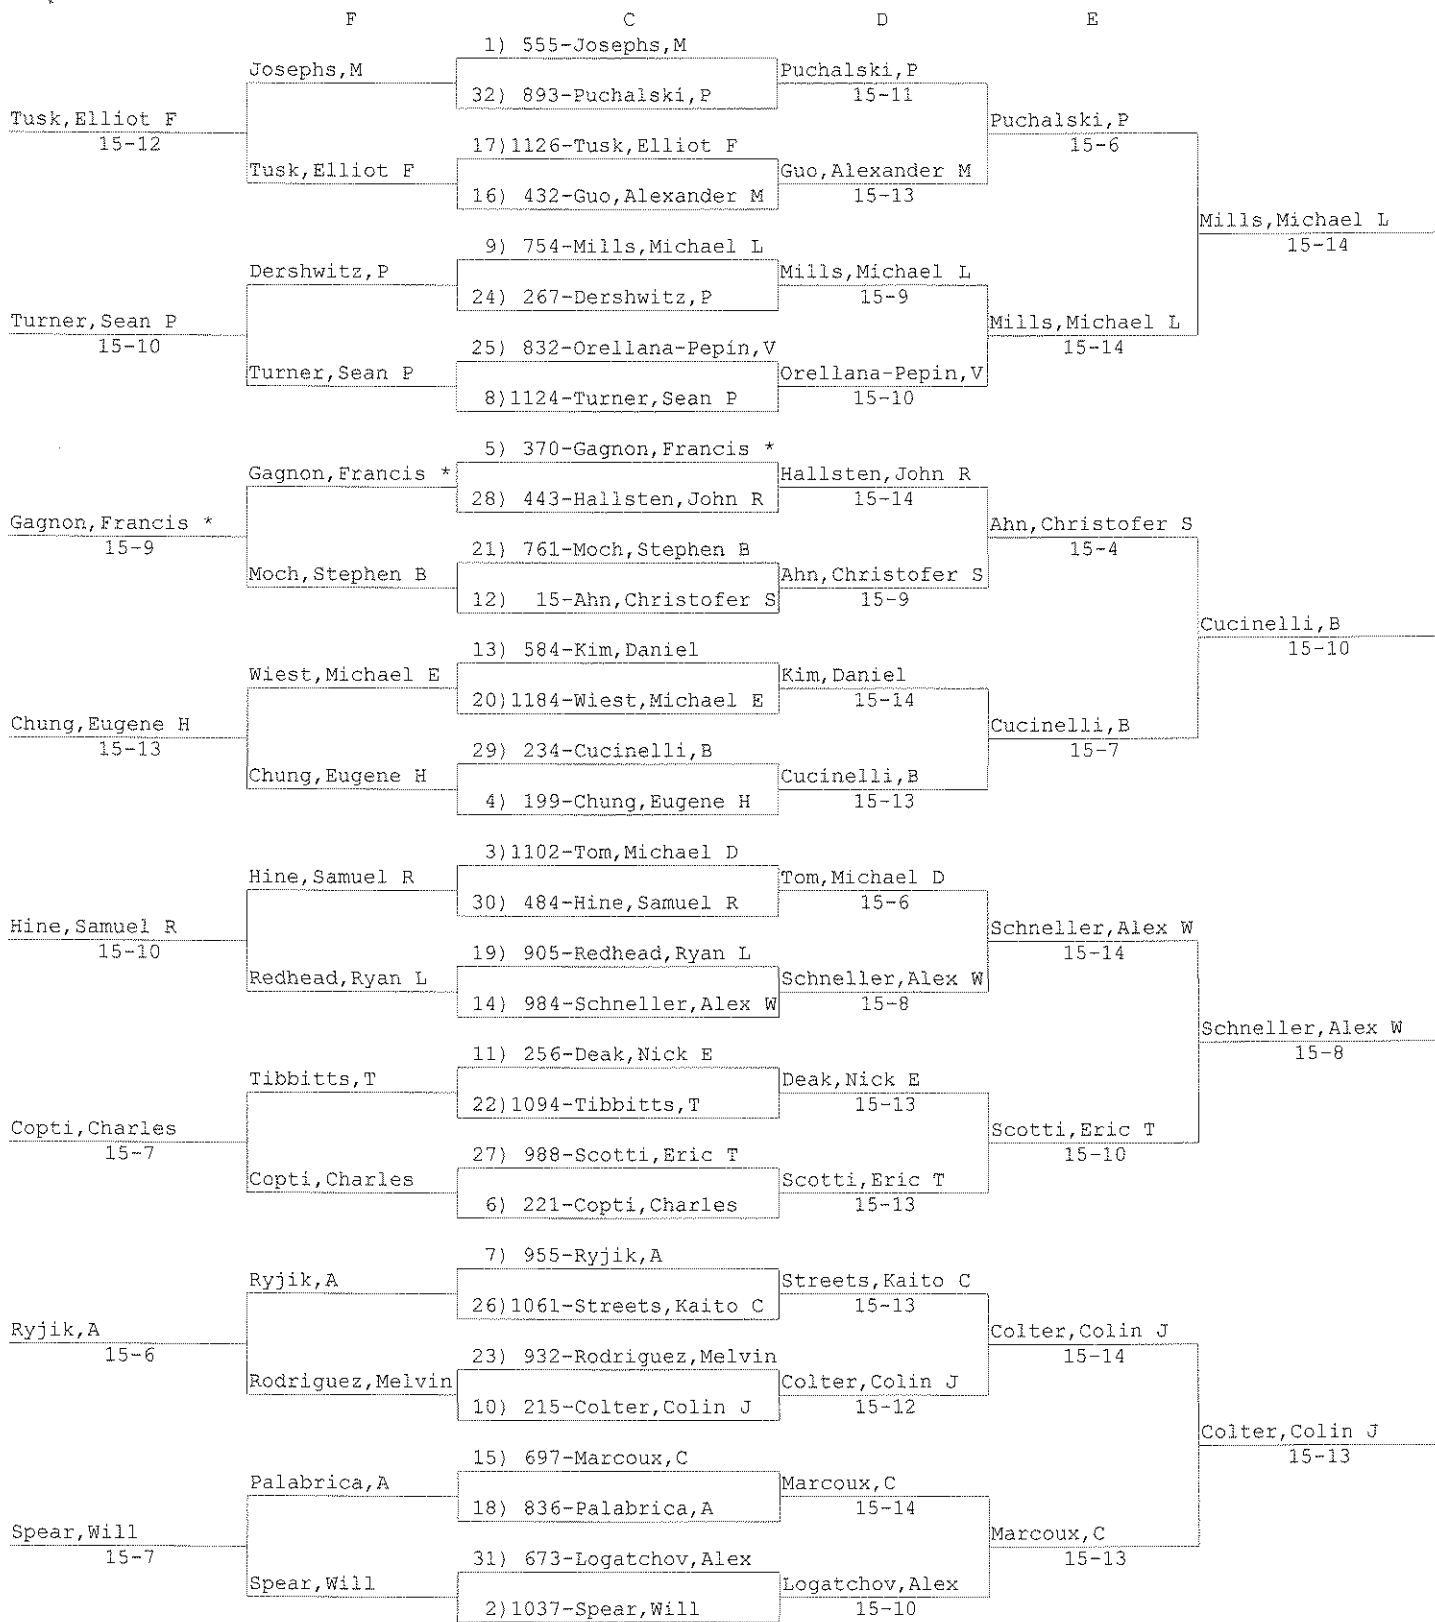 F C D E
1) 555-Josephs,M
Josephs,M Puchalski,P
32) 893-Puchalski,P 15-11
Tusk,Elliot F Puchalski,P
15-12 17)1126-Tusk,Elliot F 15-6
Tusk,Elliot F Guo,Alexander M
16) 432-Guo,Alexander M 15-13
Mills,Michael L
9) 754-Mills,Michael L 15-14
Dershwitz,P Mills,Michael L
24) 267-Dershwitz,P 15-9
Turner,Sean P Mills,Michael L
15-10 25) 832-Orellana-Pepin,V 15-14
Turner,Sean P Orellana-Pepin,V
8)1124-Turner,Sean P 15-10
5) 370-Gagnon,Francis *
Gagnon,Francis * Hallsten,John R
28) 443-Hallsten,John R 15-14
Gagnon,Francis * Ahn,Christofer S
15-9 21) 761-Moch,Stephen B 15-4
Moch,Stephen B Ahn,Christofer S
12) 15-Ahn,Christofer S 15-9
Cucinelli,B
13) 584-Kim,Daniel 15-10
Wiest,Michael E Kim,Daniel
20)1184-Wiest,Michael E 15-14
Chung,Eugene H Cucinelli,B
15-13 29) 234-Cucinelli,B 15-7
Chung,Eugene H Cucinelli,B
4) 199-Chung,Eugene H 15-13
3)1102-Tom,Michael D
Hine,Samuel R Tom,Michael D
30) 484-Hine,Samuel R 15-6
Hine,Samuel R Schneller,Alex W
15-10 19) 905-Redhead,Ryan L 15-14
Redhead,Ryan L Schneller,Alex W
14) 984-Schneller,Alex W 15-8
Schneller,Alex W
11) 256-Deak,Nick E 15-8
Tibbitts,T Deak,Nick E
22)1094-Tibbitts,T 15-13
Copti,Charles Scotti,Eric T
15-7 27) 988-Scotti,Eric T 15-10
Copti,Charles Scotti,Eric T
6) 221-Copti,Charles 15-13
7) 955-Ryjik,A
Ryjik,A Streets,Kaito C
26)1061-Streets,Kaito C 15-13
Ryjik,A Colter,Colin J
15-6 23) 932-Rodriguez,Melvin 15-14
Rodriguez,Melvin Colter,Colin J
10) 215-Colter,Colin J 15-12
Colter,Colin J
15) 697-Marcoux,C 15-13
Palabrica,A Marcoux,C
18) 836-Palabrica,A 15-14
Spear,Will Marcoux,C
15-7 31) 673-Logatchov,Alex 15-13
Spear,Will Logatchov,Alex
2)1037-Spear,Will 15-10